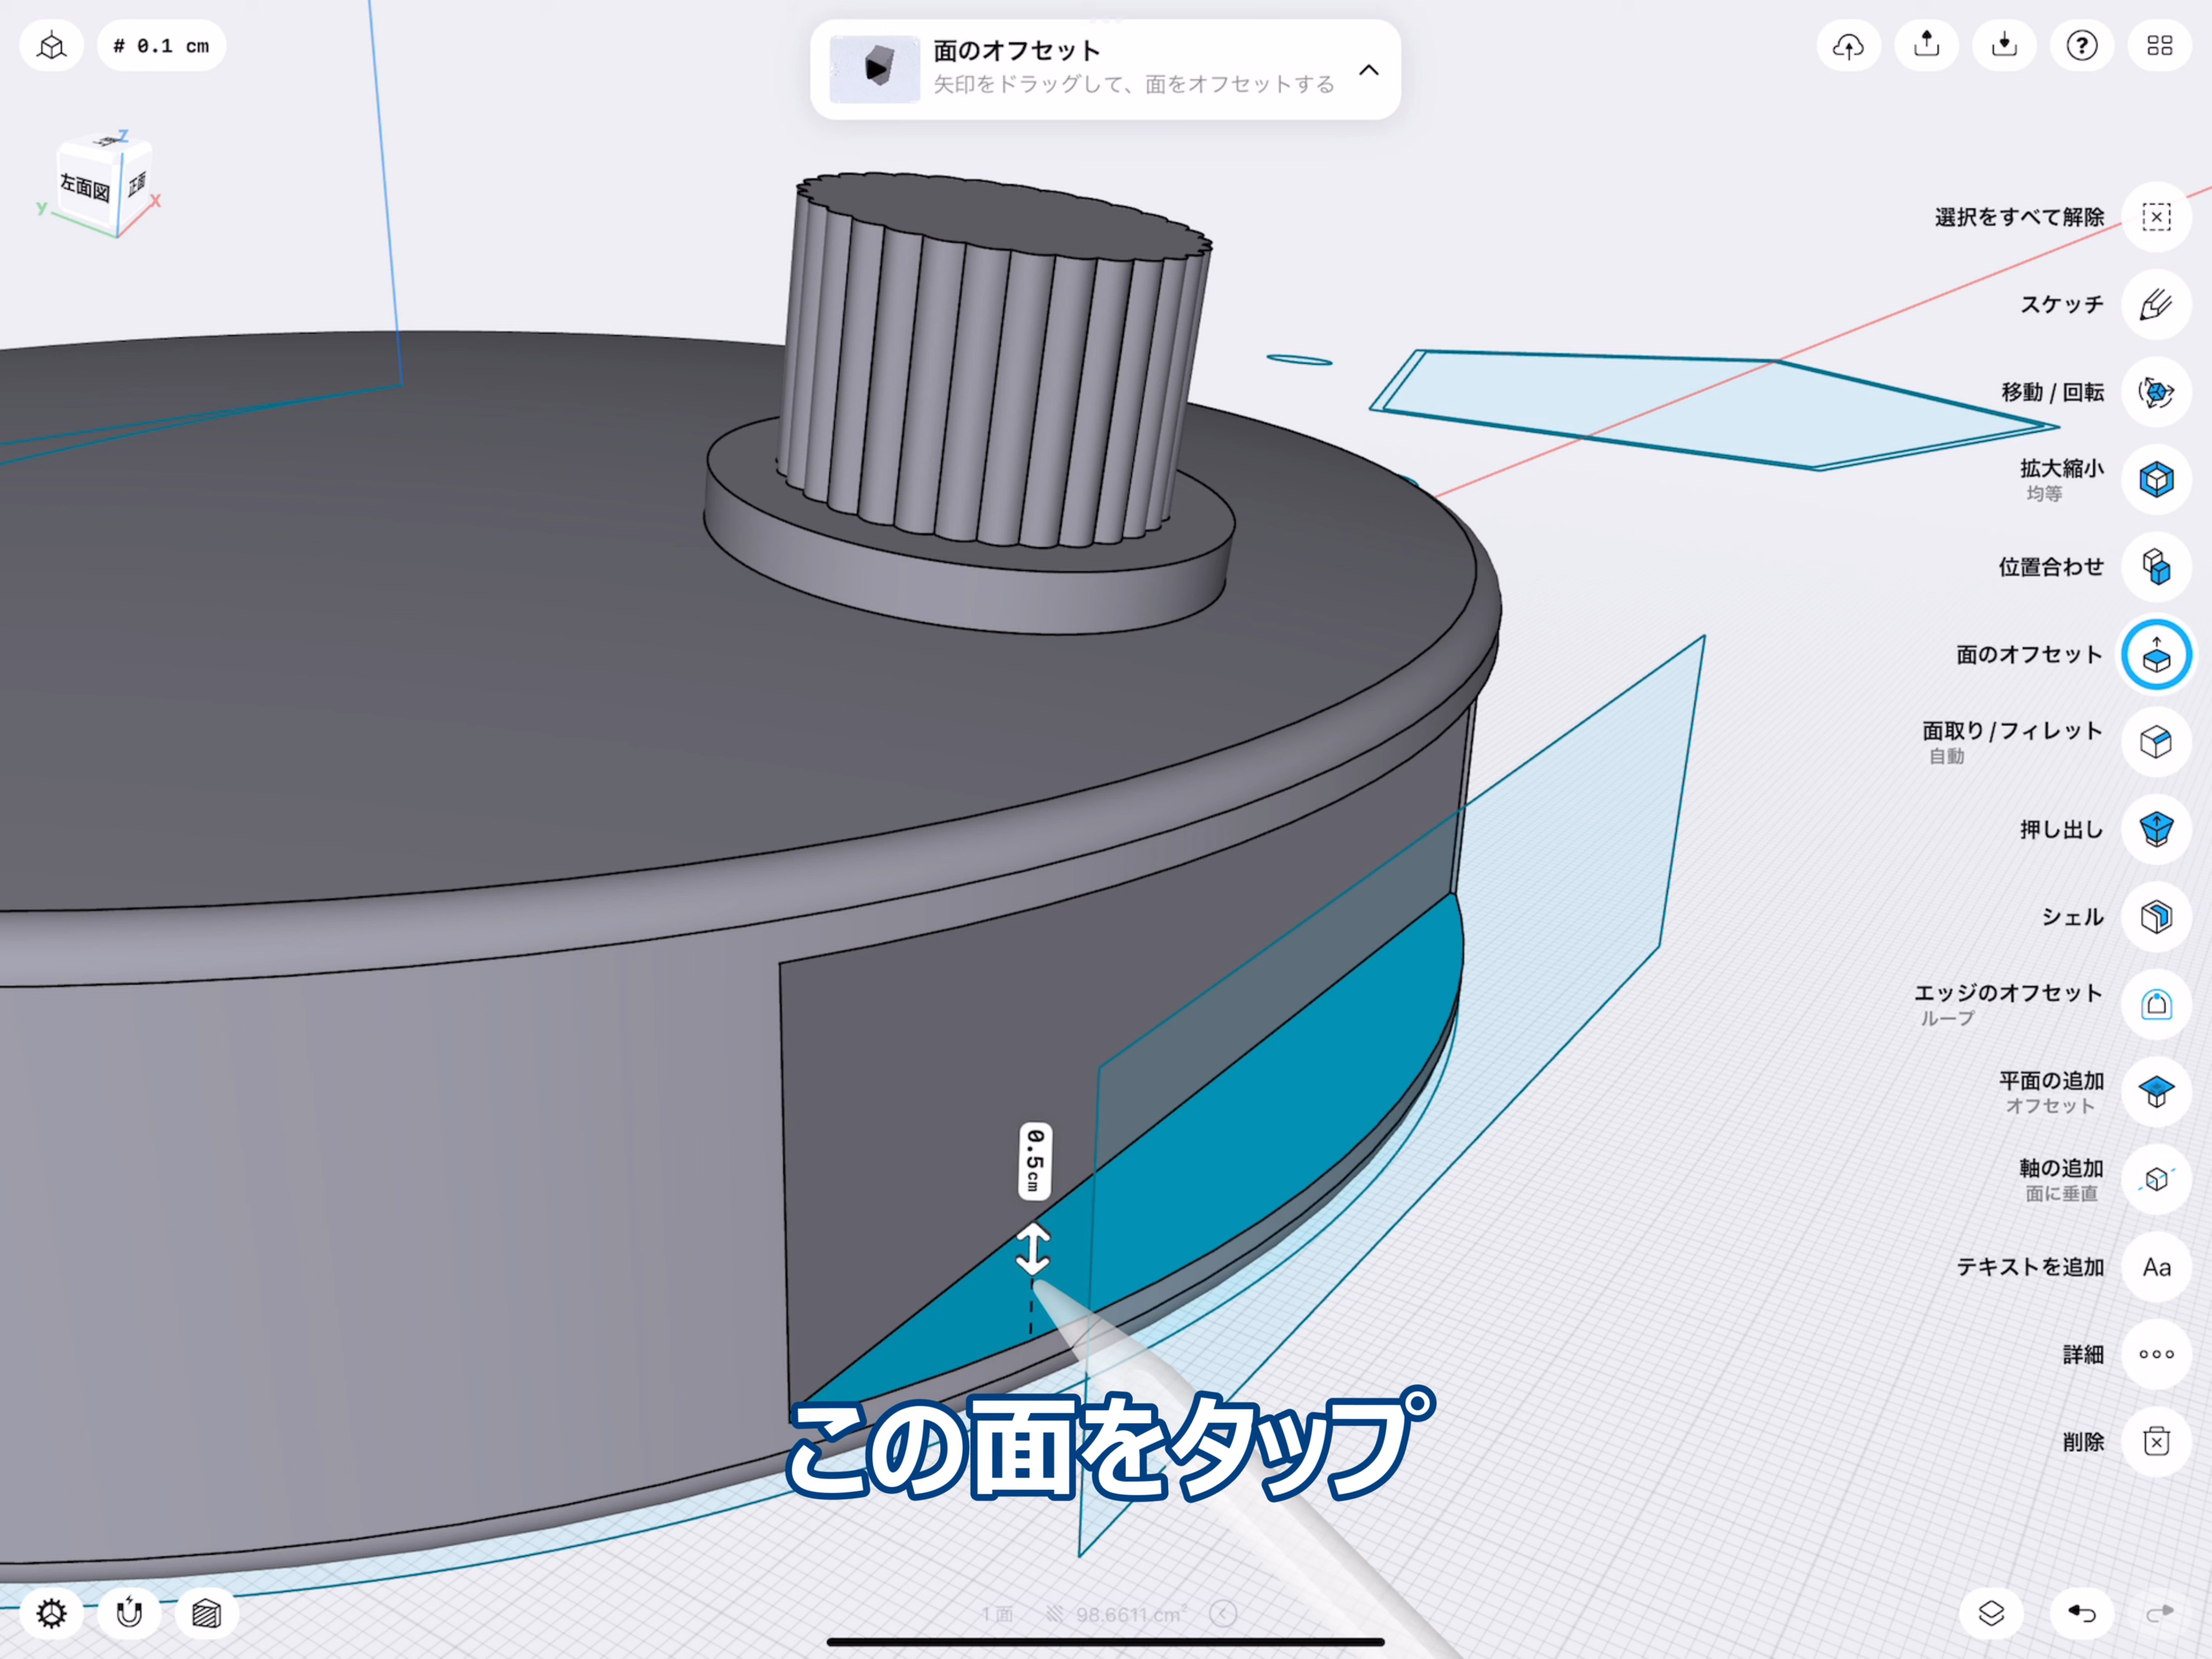 # 0.1 cm
面のオフセット
矢印をドラッグして、面をオフセットする
Z
左面図
正面
Y
X
選択をすべて解除
スケッチ
移動 / 回転
拡大縮小
均等
位置合わせ
面のオフセット
面取り / フィレット
自動
押し出し
シェル
エッジのオフセット
ループ
平面の追加
オフセット
軸の追加
面に垂直
テキストを追加
Aa
詳細
削除
0.5cm
この面をタップ
1 面
98.6611 cm²